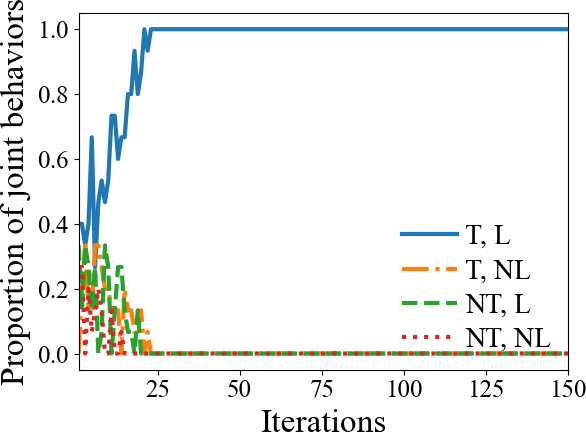 Proportion of joint behaviors
1.0
0.8
0.6
0.4
0.2
0.0
T, L
T, NL
NT, L
NT, NL
25
50
75
100
125
150
Iterations